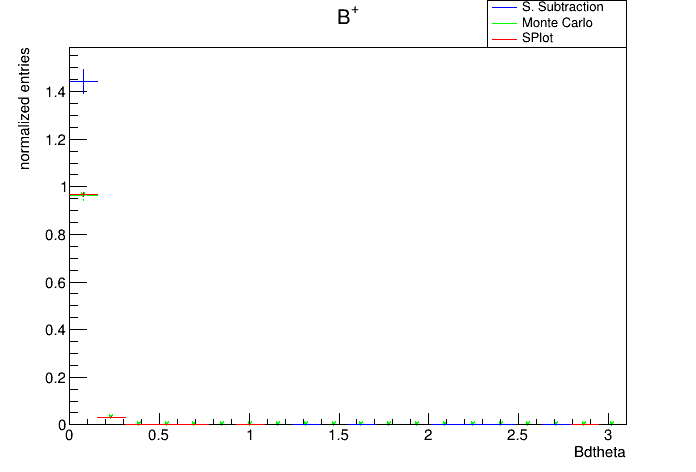 B+
S. Subtraction
Monte Carlo
SPlot
normalized entries
1.4
1.2
1
0.8
0.6
0.4
0.2
0
0 0.5 1 1.5 2 2.5 3
Bdtheta